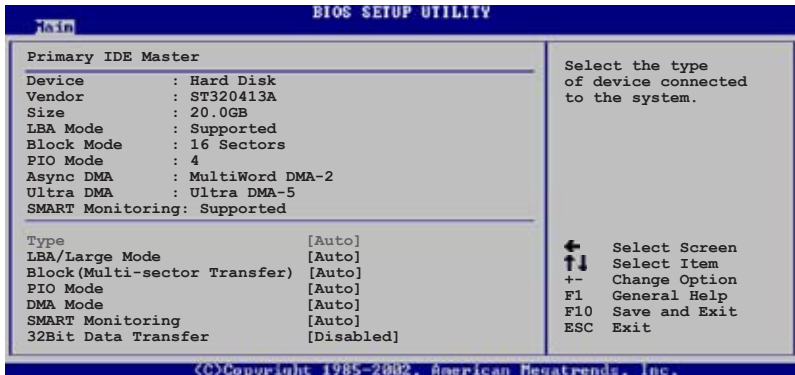 BIOS SETUP UTILITY
Main
Primary IDE Master
Device : Hard Disk
Vendor : ST320413A
Size : 20.0GB
LBA Mode : Supported
Block Mode : 16 Sectors
PIO Mode : 4
Async DMA : MultiWord DMA-2
Ultra DMA : Ultra DMA-5
SMART Monitoring: Supported
Type [Auto]
LBA/Large Mode [Auto]
Block(Multi-sector Transfer) [Auto]
PIO Mode [Auto]
DMA Mode [Auto]
SMART Monitoring [Auto]
32Bit Data Transfer [Disabled]
Select the type
of device connected
to the system.
← Select Screen
↑↓ Select Item
+- Change Option
F1 General Help
F10 Save and Exit
ESC Exit
(C)Copyright 1985-2002, American Megatrends, Inc.